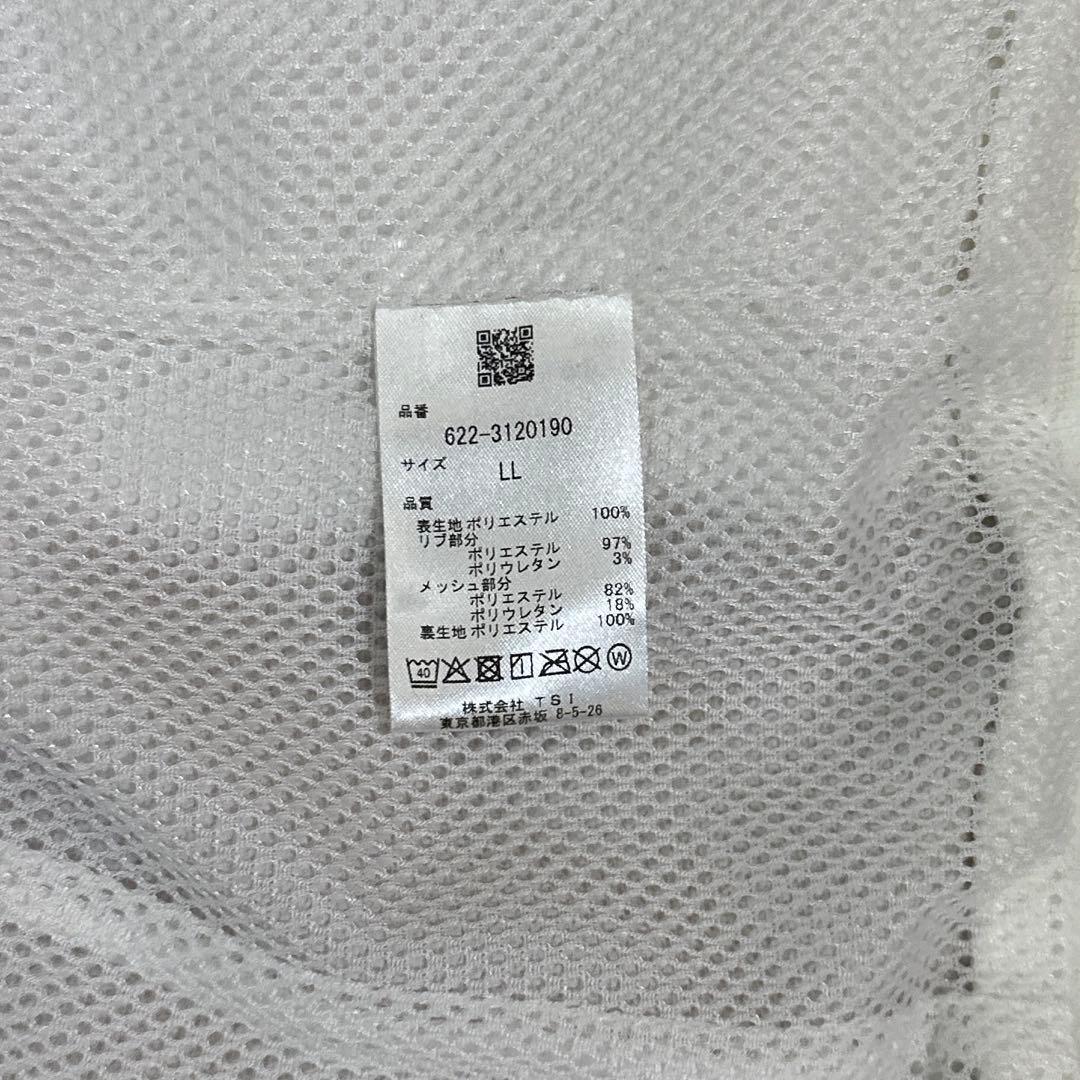 品番
622-3120190
サイズ
LL
品質
表生地 ポリエステル 100%
リブ部分
ポリエステル 97%
ポリウレタン 3%
メッシュ部分
ポリエステル 82%
ポリウレタン 18%
裏生地 ポリエステル 100%
40 W
株式会社 TSI
東京都港区赤坂 8-5-26